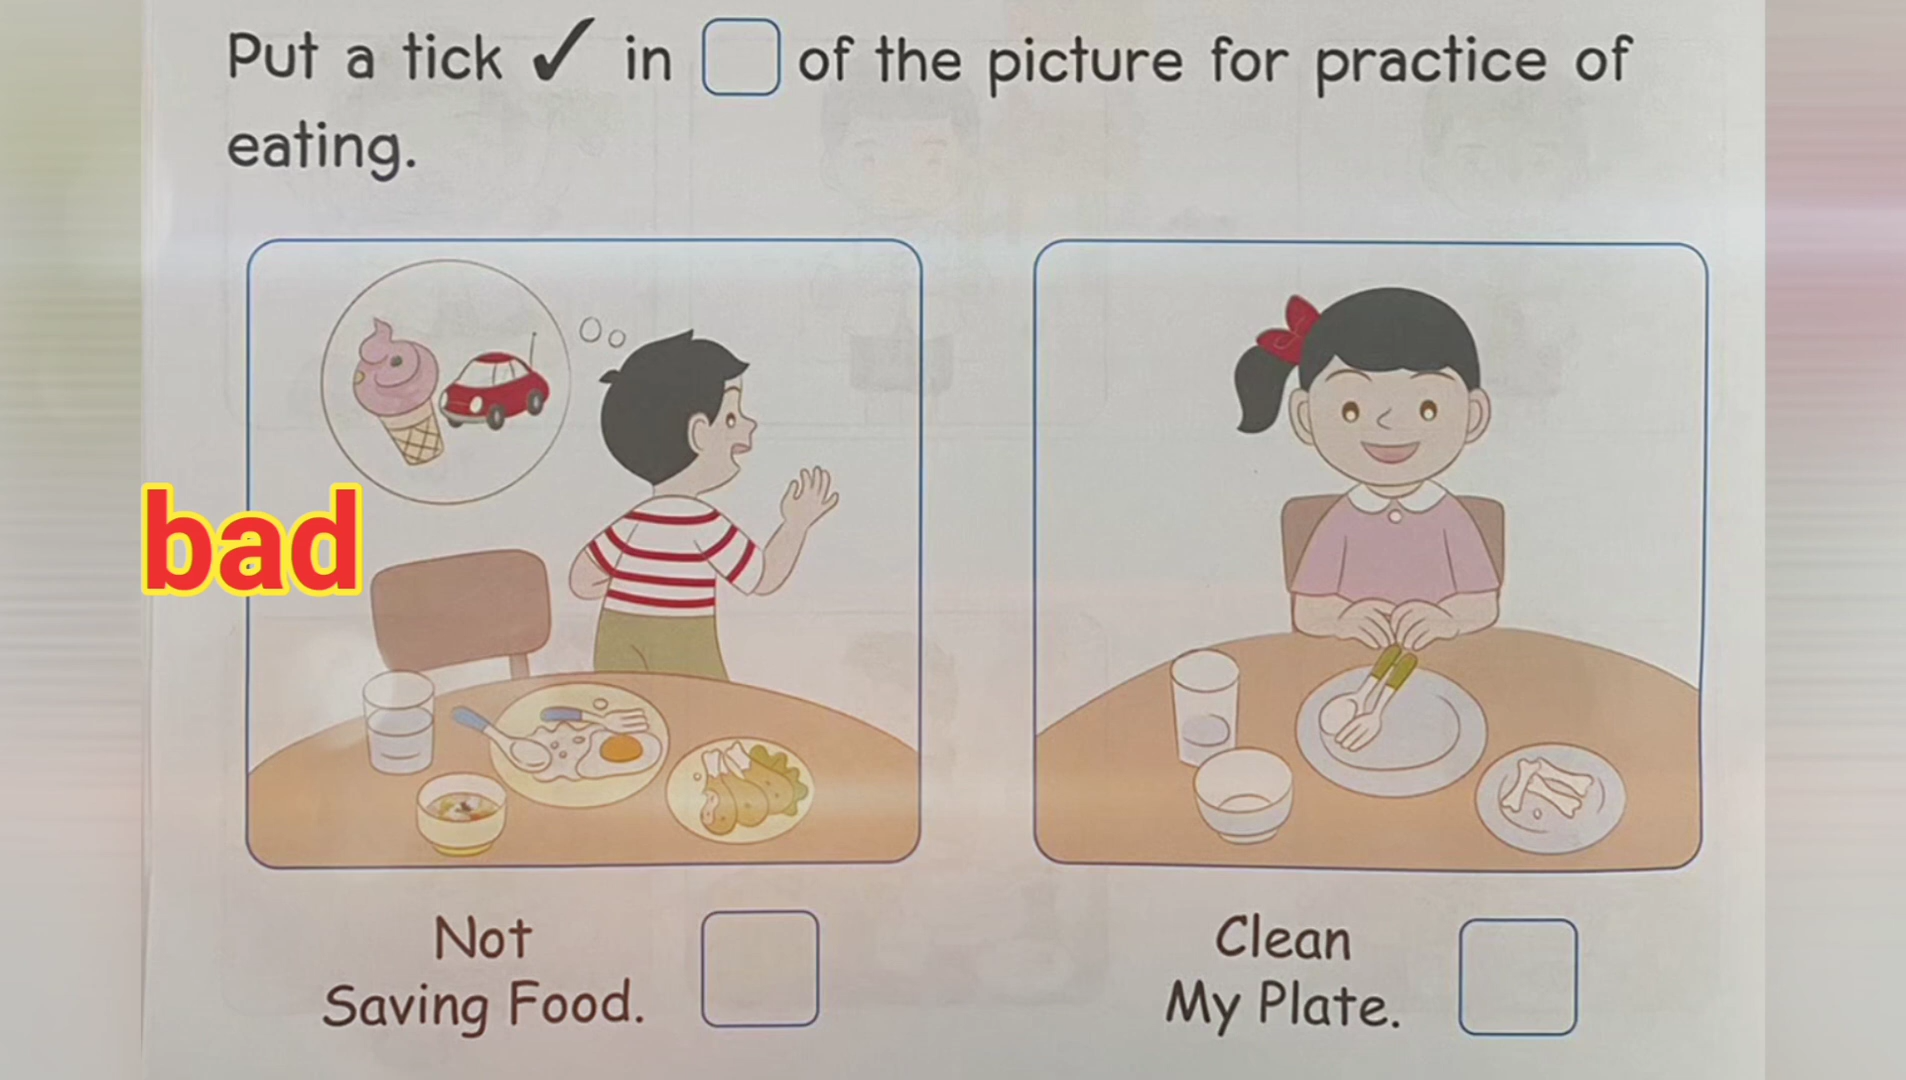 Put a tick ✓ in of the picture for practice of
eating.
bad
Not
Saving Food.
Clean
My Plate.